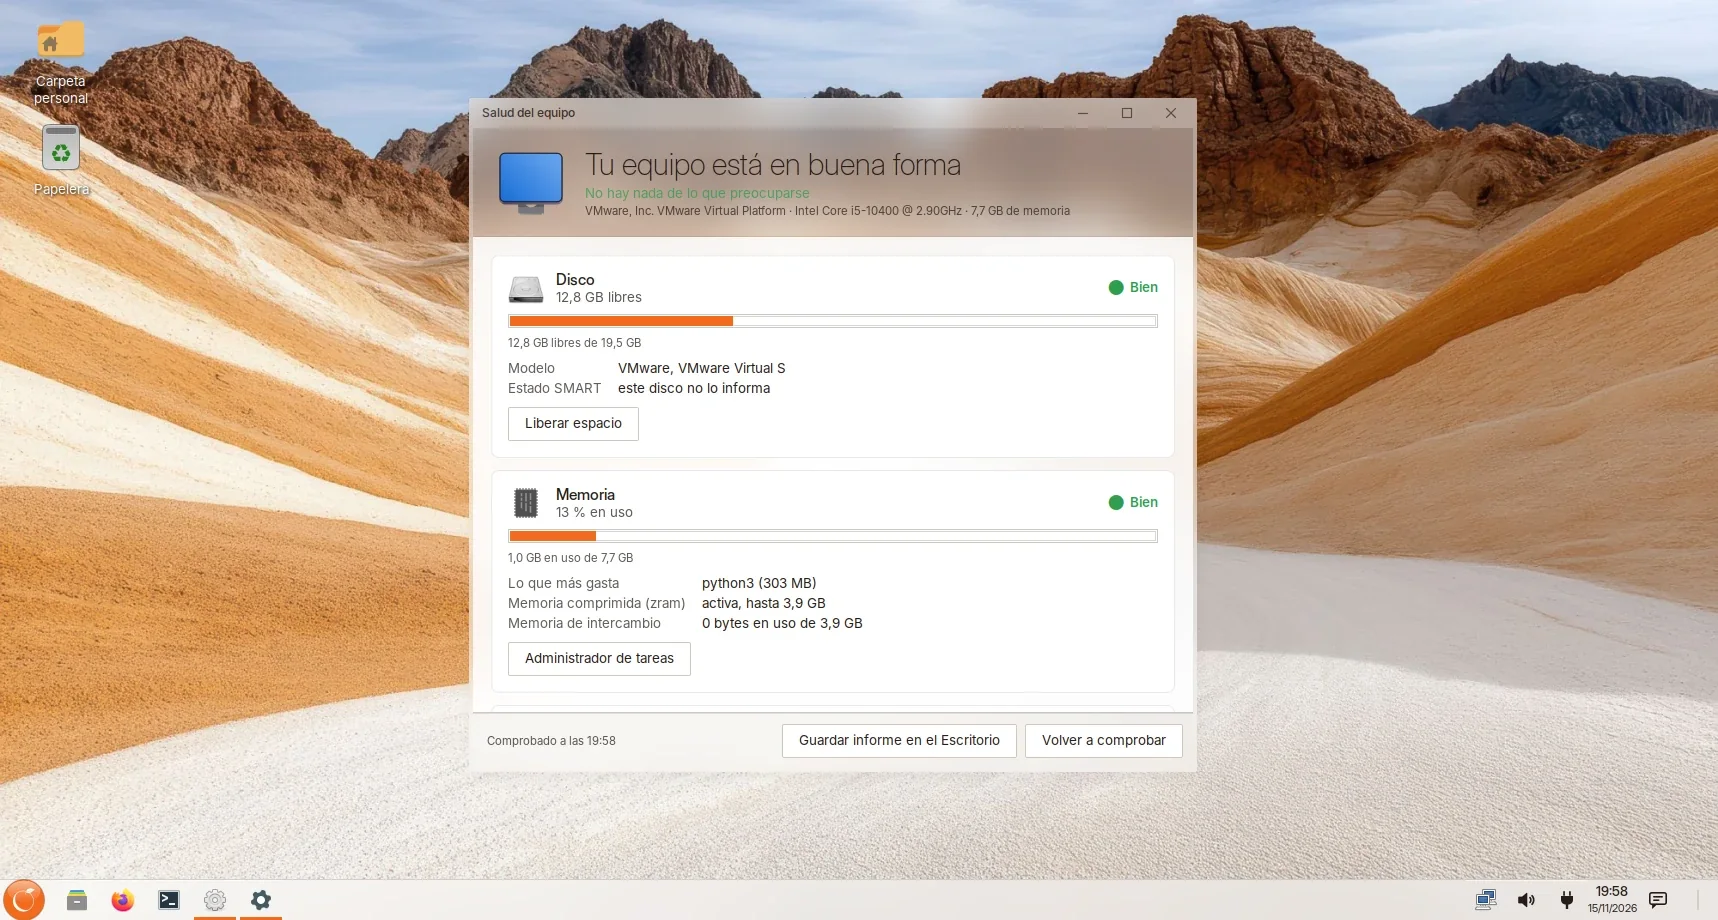 Carpeta
personal
Papelera
Salud del equipo
Tu equipo está en buena forma
No hay nada de lo que preocuparse
VMware, Inc. VMware Virtual Platform · Intel Core i5-10400 @ 2.90GHz · 7,7 GB de memoria
Disco
12,8 GB libres
Bien
12,8 GB libres de 19,5 GB
Modelo VMware, VMware Virtual S
Estado SMART este disco no lo informa
Liberar espacio
Memoria
13 % en uso
Bien
1,0 GB en uso de 7,7 GB
Lo que más gasta python3 (303 MB)
Memoria comprimida (zram) activa, hasta 3,9 GB
Memoria de intercambio 0 bytes en uso de 3,9 GB
Administrador de tareas
Comprobado a las 19:58
Guardar informe en el Escritorio
Volver a comprobar
19:58
15/11/2026